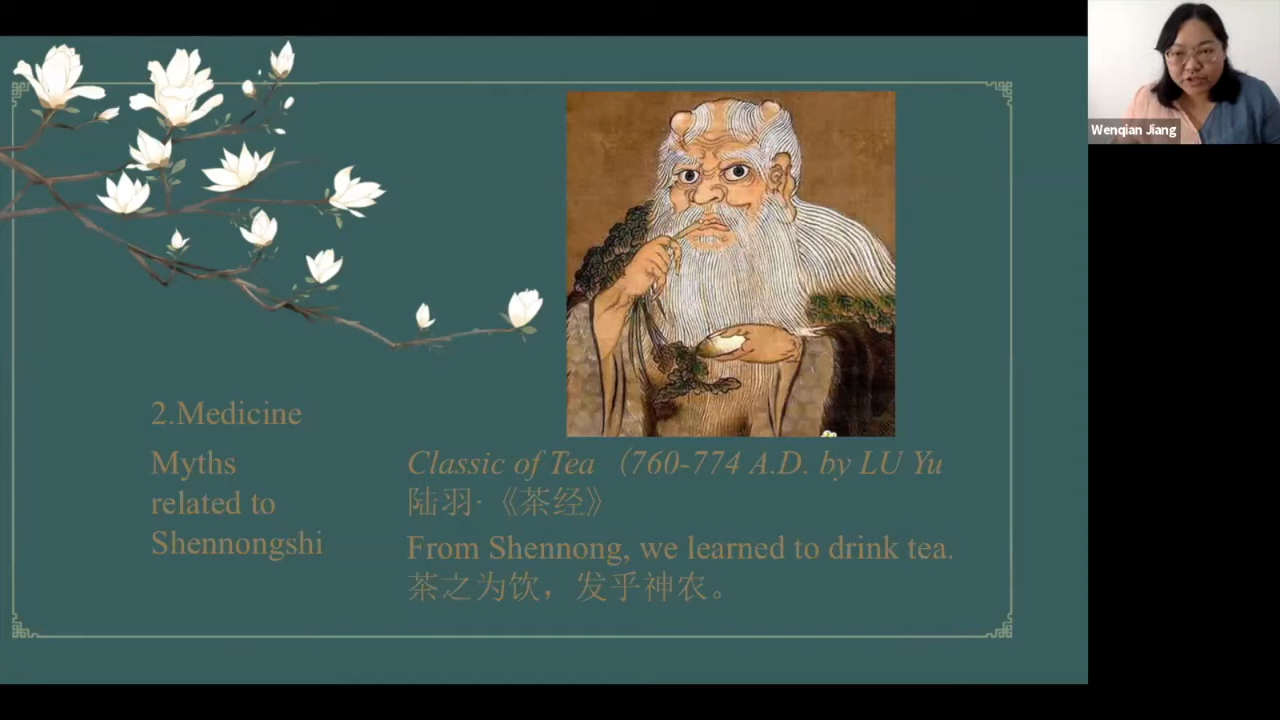 Wenqian Jiang
2.Medicine
Myths
related to
Shennongshi
Classic of Tea（760-774 A.D. by LU Yu
陆羽·《茶经》
From Shennong, we learned to drink tea.
茶之为饮，发乎神农。